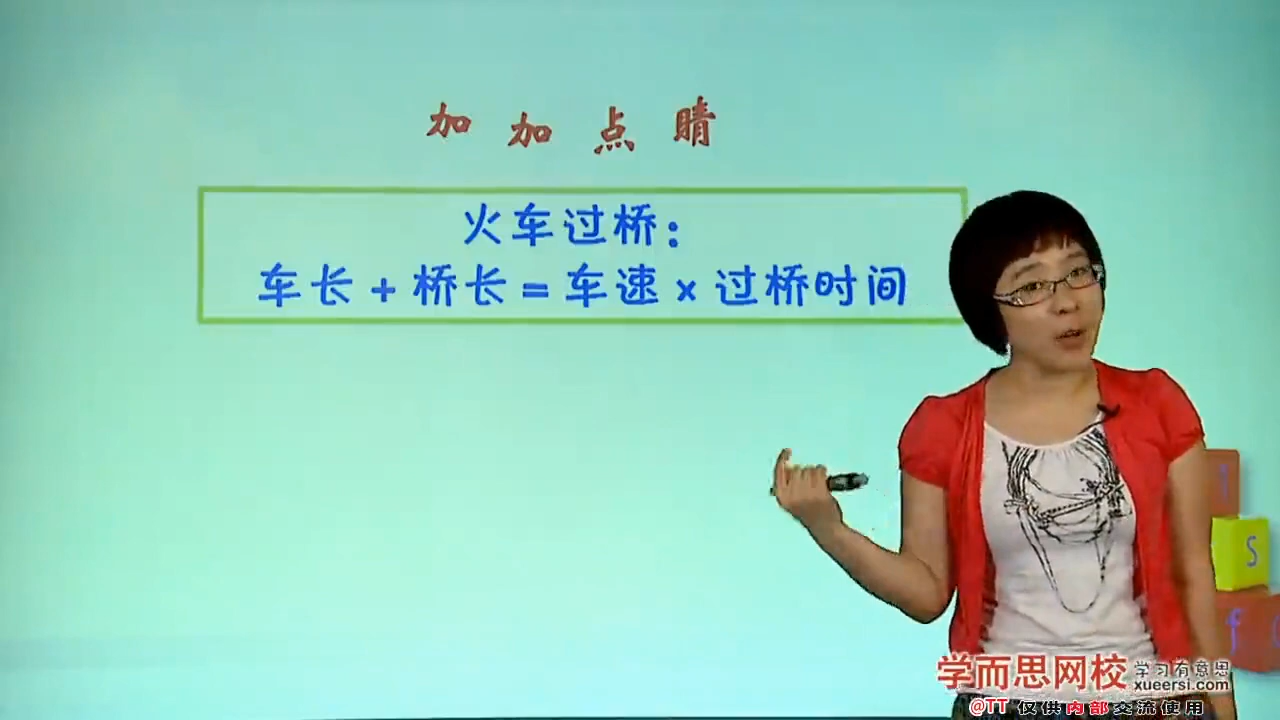 加加点睛
火车过桥：
车长+桥长=车速×过桥时间
S
学而思网校 学习有意思
xueersi.com
@TT 仅供内部交流使用